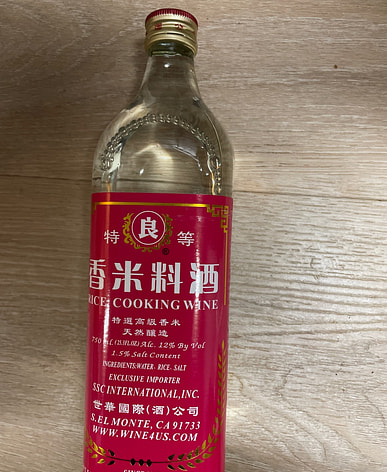 特 良 等
®
香米料酒
RICE COOKING WINE
特選高級香米
天然釀造
750 mL (25.3FL.OZ) Alc. 12% By Vol
1.5% Salt Content
INGREDIENTS:WATER- RICE- SALT
EXCLUSIVE IMPORTER
SSC INTERNATIONAL,INC.
世華國際(酒)公司
S. EL MONTE, CA 91733
WWW.WINE4US.COM
SINCE